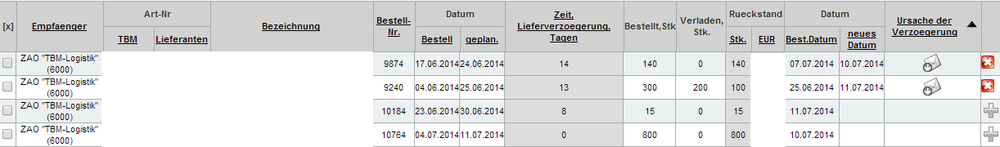 Art-Nr Datum Zeit, Rueckstand Datum
[x] Empfaenger Bezeichnung Bestell-Nr. Lieferverzoegerung, Tagen Bestellt,Stk Verladen, Stk. Ursache der Verzoegerung
TBM Lieferanten Bestell geplan. Stk. EUR Best.Datum neues Datum
ZAO "TBM-Logistik" 9874 17.06.2014 24.06.2014 14 140 0 140 07.07.2014 10.07.2014
(6000)
ZAO "TBM-Logistik" 9240 04.06.2014 25.06.2014 13 300 200 100 25.06.2014 11.07.2014
(6000)
ZAO "TBM-Logistik" 10184 23.06.2014 30.06.2014 8 15 0 15 11.07.2014
(6000)
ZAO "TBM-Logistik" 10764 04.07.2014 11.07.2014 0 800 0 800 10.07.2014
(6000)